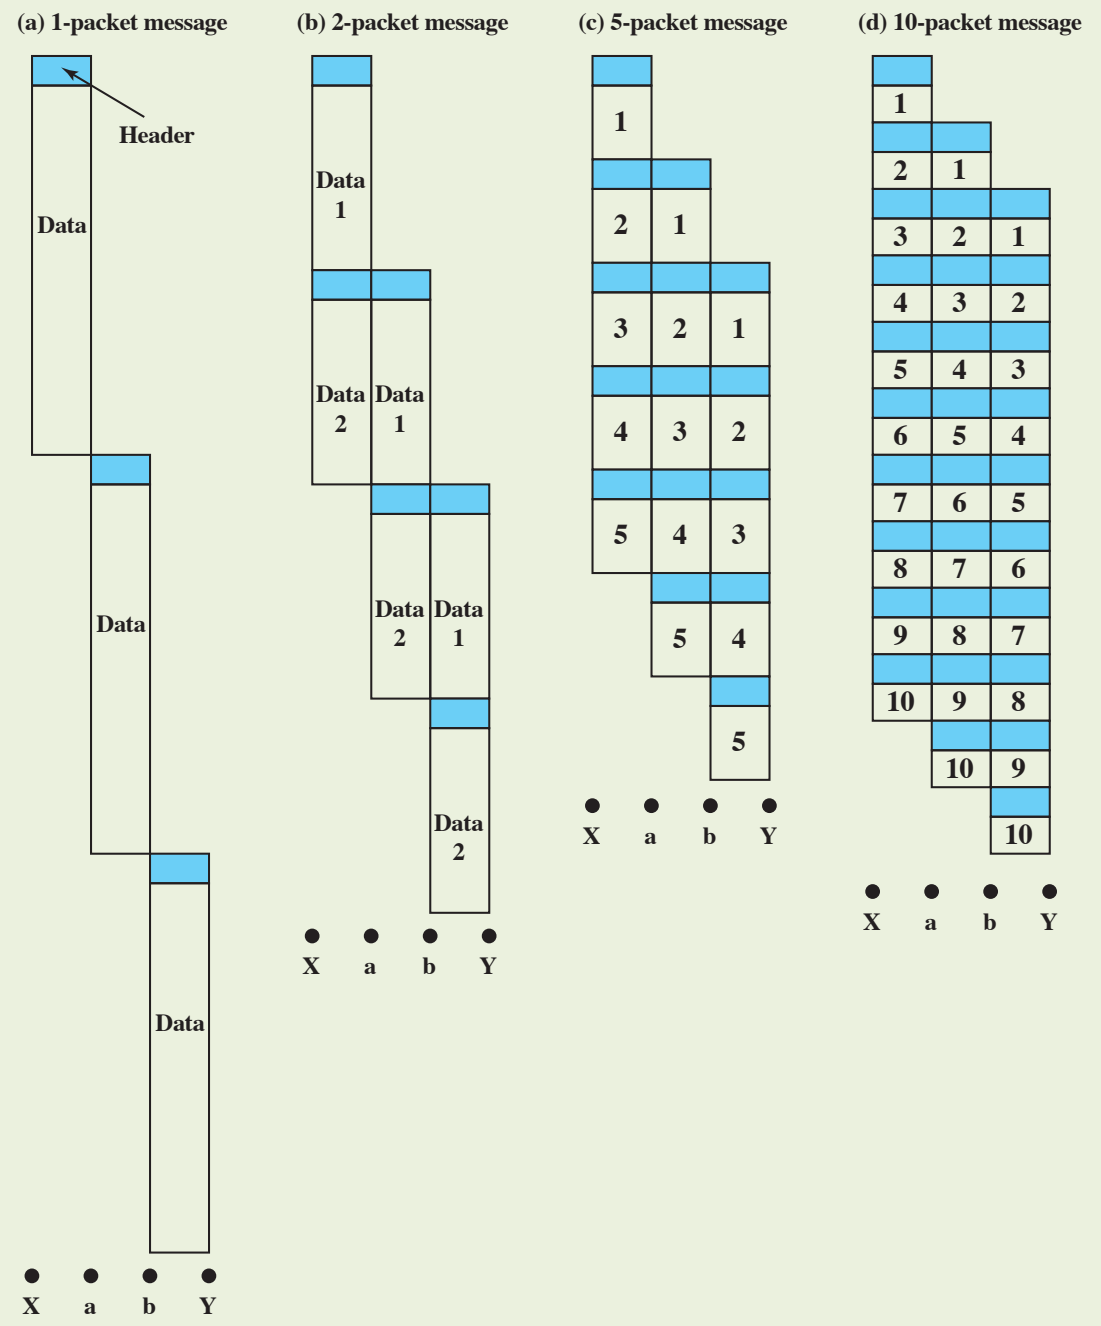 (a) 1-packet message
Header
Data
Data
Data
X a b Y
(b) 2-packet message
Data
1
Data Data
2 1
Data Data
2 1
Data
2
X a b Y
(c) 5-packet message
1
2 1
3 2 1
4 3 2
5 4 3
5 4
5
X a b Y
(d) 10-packet message
1
2 1
3 2 1
4 3 2
5 4 3
6 5 4
7 6 5
8 7 6
9 8 7
10 9 8
10 9
10
X a b Y